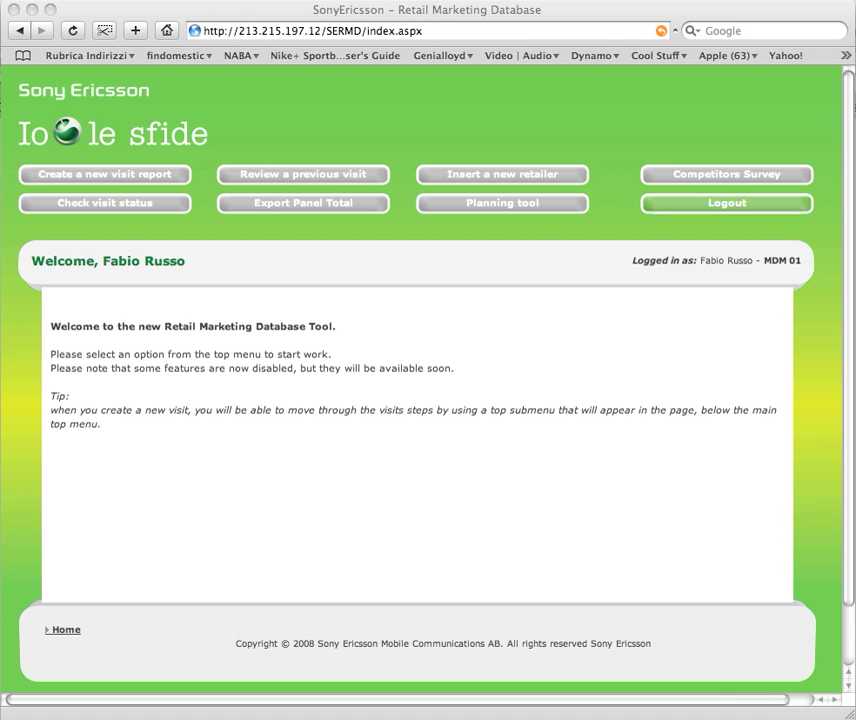 SonyEricsson – Retail Marketing Database
http://213.215.197.12/SERMD/index.aspx
Google
Rubrica Indirizzi findomestic NABA Nike+ Sportb...ser's Guide Genialloyd Video | Audio Dynamo Cool Stuff Apple (63) Yahoo!
Sony Ericsson
Io le sfide
Create a new visit report Review a previous visit Insert a new retailer Competitors Survey
Check visit status Export Panel Total Planning tool Logout
Welcome, Fabio Russo
Logged in as: Fabio Russo - MDM 01
Welcome to the new Retail Marketing Database Tool.
Please select an option from the top menu to start work.
Please note that some features are now disabled, but they will be available soon.
Tip:
when you create a new visit, you will be able to move through the visits steps by using a top submenu that will appear in the page, below the main
top menu.
Home
Copyright © 2008 Sony Ericsson Mobile Communications AB. All rights reserved Sony Ericsson